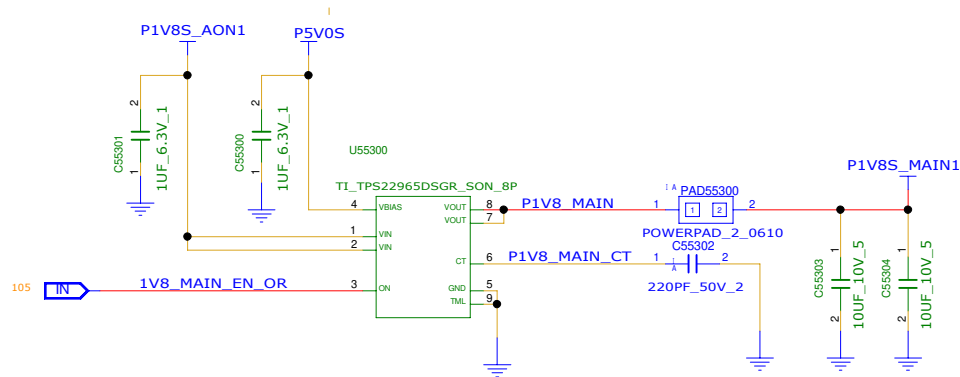 P1V8S_AON1
P5V0S
2
1
C55301
1UF_6.3V_1
2
1
C55300
1UF_6.3V_1
U55300
TI_TPS22965DSGR_SON_8P
4 VBIAS
1 VIN
2 VIN
3 ON
VOUT 8
VOUT 7
CT 6
GND 5
TML 9
105
IN
1V8_MAIN_EN_OR
P1V8_MAIN
I A
PAD55300
1 1 2 2
POWERPAD_2_0610
P1V8_MAIN_CT
C55302
1 2
I
A
220PF_50V_2
P1V8S_MAIN1
1
2
C55303
10UF_10V_5
1
2
C55304
10UF_10V_5